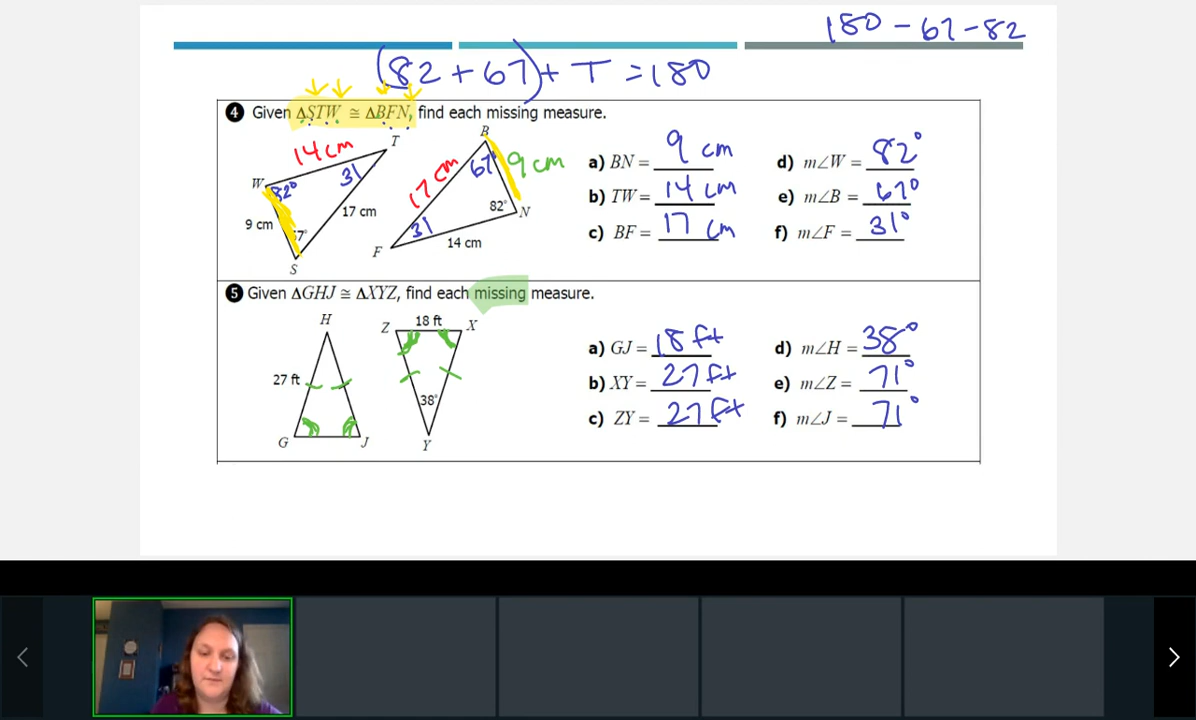 180 - 67 - 82
(82 + 67) + T = 180
4 Given ΔSTW ≅ ΔBFN, find each missing measure.
14 cm
T
W
82°
31
9 cm
7°
17 cm
S
B
17 cm
67°
9 cm
82°
N
31
F
14 cm
a) BN = 9 cm
b) TW = 14 cm
c) BF = 17 cm
d) m∠W = 82°
e) m∠B = 67°
f) m∠F = 31°
5 Given ΔGHJ ≅ ΔXYZ, find each missing measure.
H
27 ft
G
J
Z
18 ft
X
38°
Y
a) GJ = 18 ft
b) XY = 27 ft
c) ZY = 27 ft
d) m∠H = 38°
e) m∠Z = 71°
f) m∠J = 71°